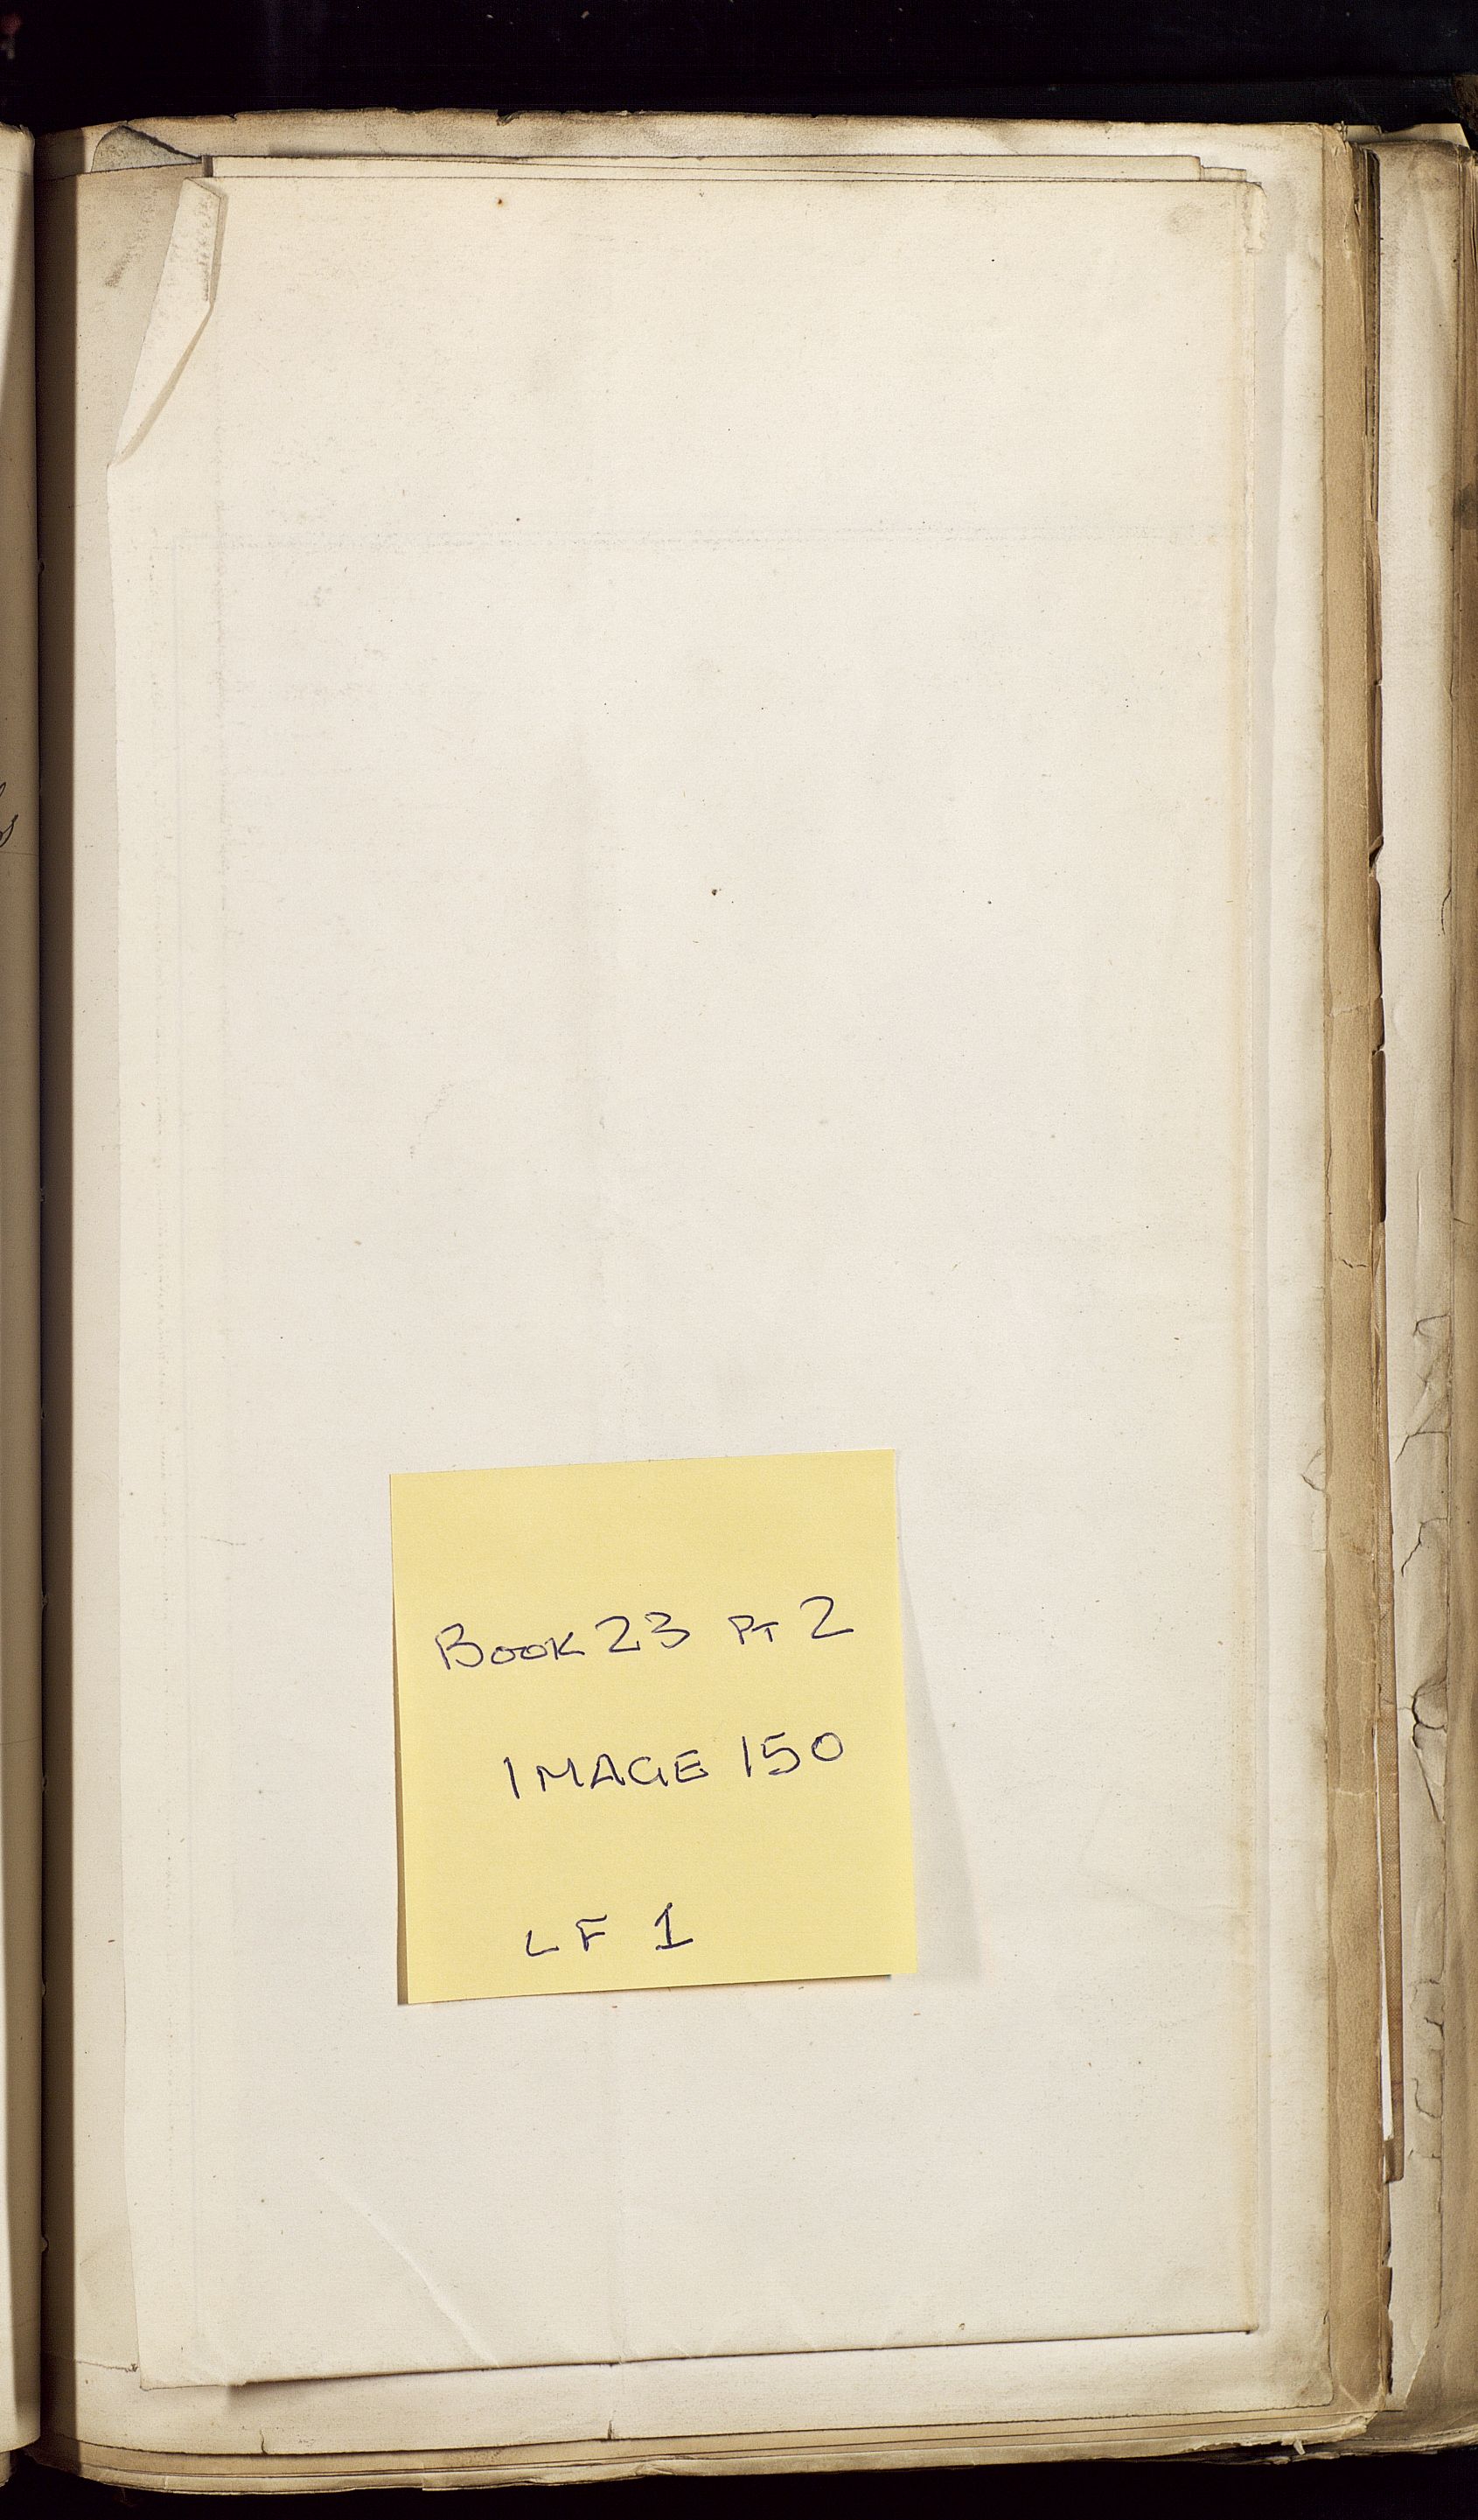 BOOK 23 PT 2
IMAGE 150
LF 1